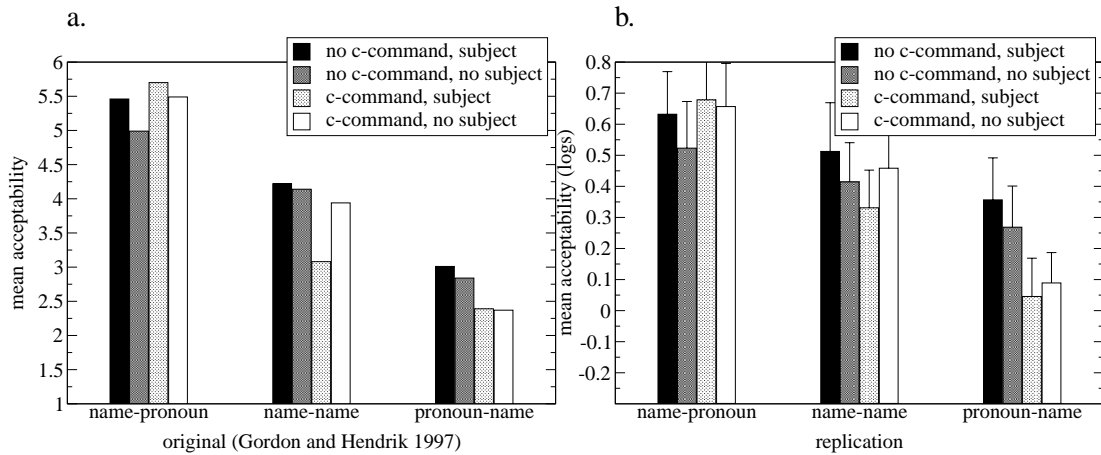 a.
no c-command, subject
no c-command, no subject
c-command, subject
c-command, no subject
6
5.5
5
4.5
4
3.5
3
2.5
2
1.5
1
mean acceptability
name-pronoun name-name pronoun-name
original (Gordon and Hendrik 1997)
b.
no c-command, subject
no c-command, no subject
c-command, subject
c-command, no subject
0.8
0.7
0.6
0.5
0.4
0.3
0.2
0.1
0
-0.1
-0.2
mean acceptability (logs)
name-pronoun name-name pronoun-name
replication